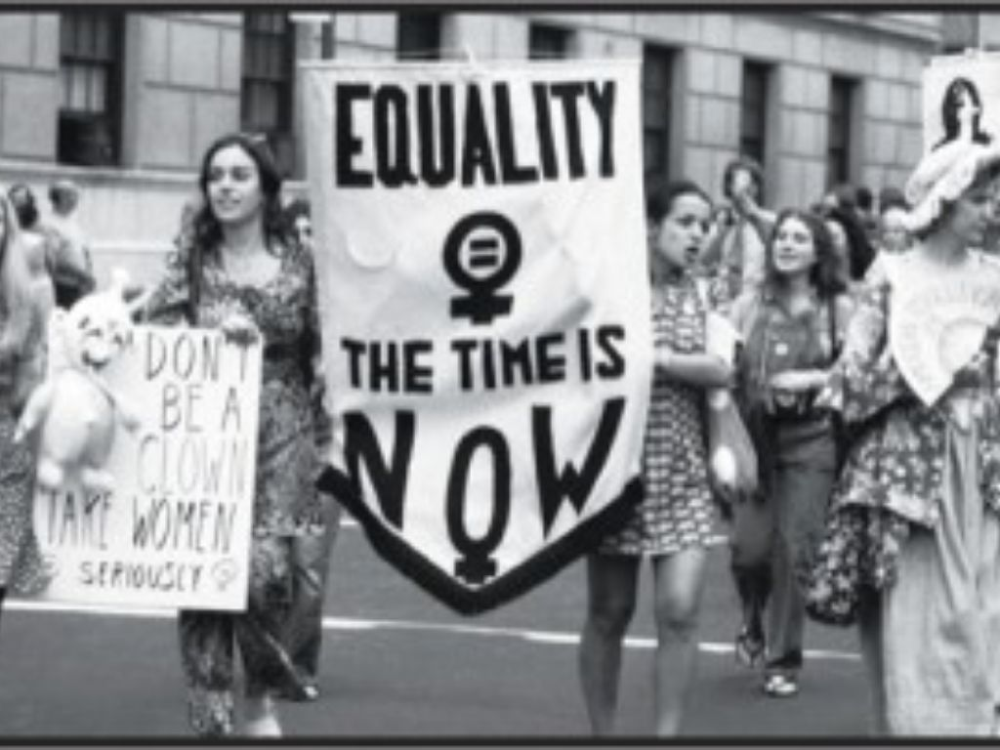 EQUALITY
THE TIME IS
NOW
DON'T
BE A
CLOWN
TAKE WOMEN
SERIOUSLY